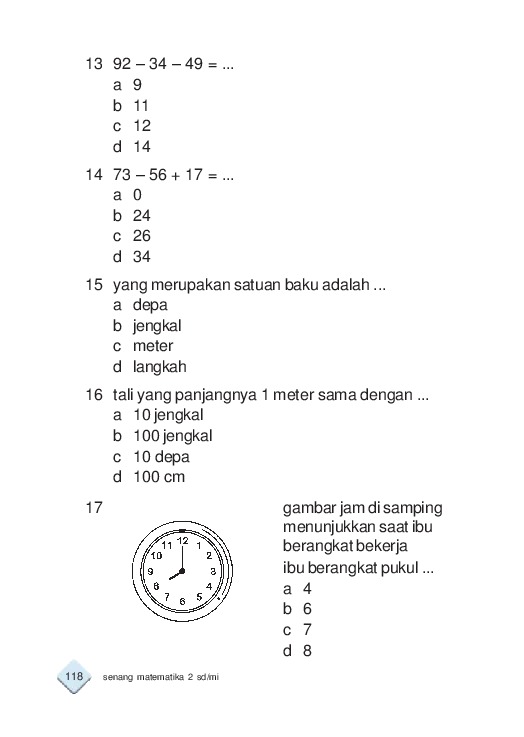 13 92 – 34 – 49 = ...
a 9
b 11
c 12
d 14
14 73 – 56 + 17 = ...
a 0
b 24
c 26
d 34
15 yang merupakan satuan baku adalah ...
a depa
b jengkal
c meter
d langkah
16 tali yang panjangnya 1 meter sama dengan ...
a 10 jengkal
b 100 jengkal
c 10 depa
d 100 cm
17
12
1
2
3
4
5
6
7
8
9
10
11
gambar jam di samping
menunjukkan saat ibu
berangkat bekerja
ibu berangkat pukul ...
a 4
b 6
c 7
d 8
118 senang matematika 2 sd/mi